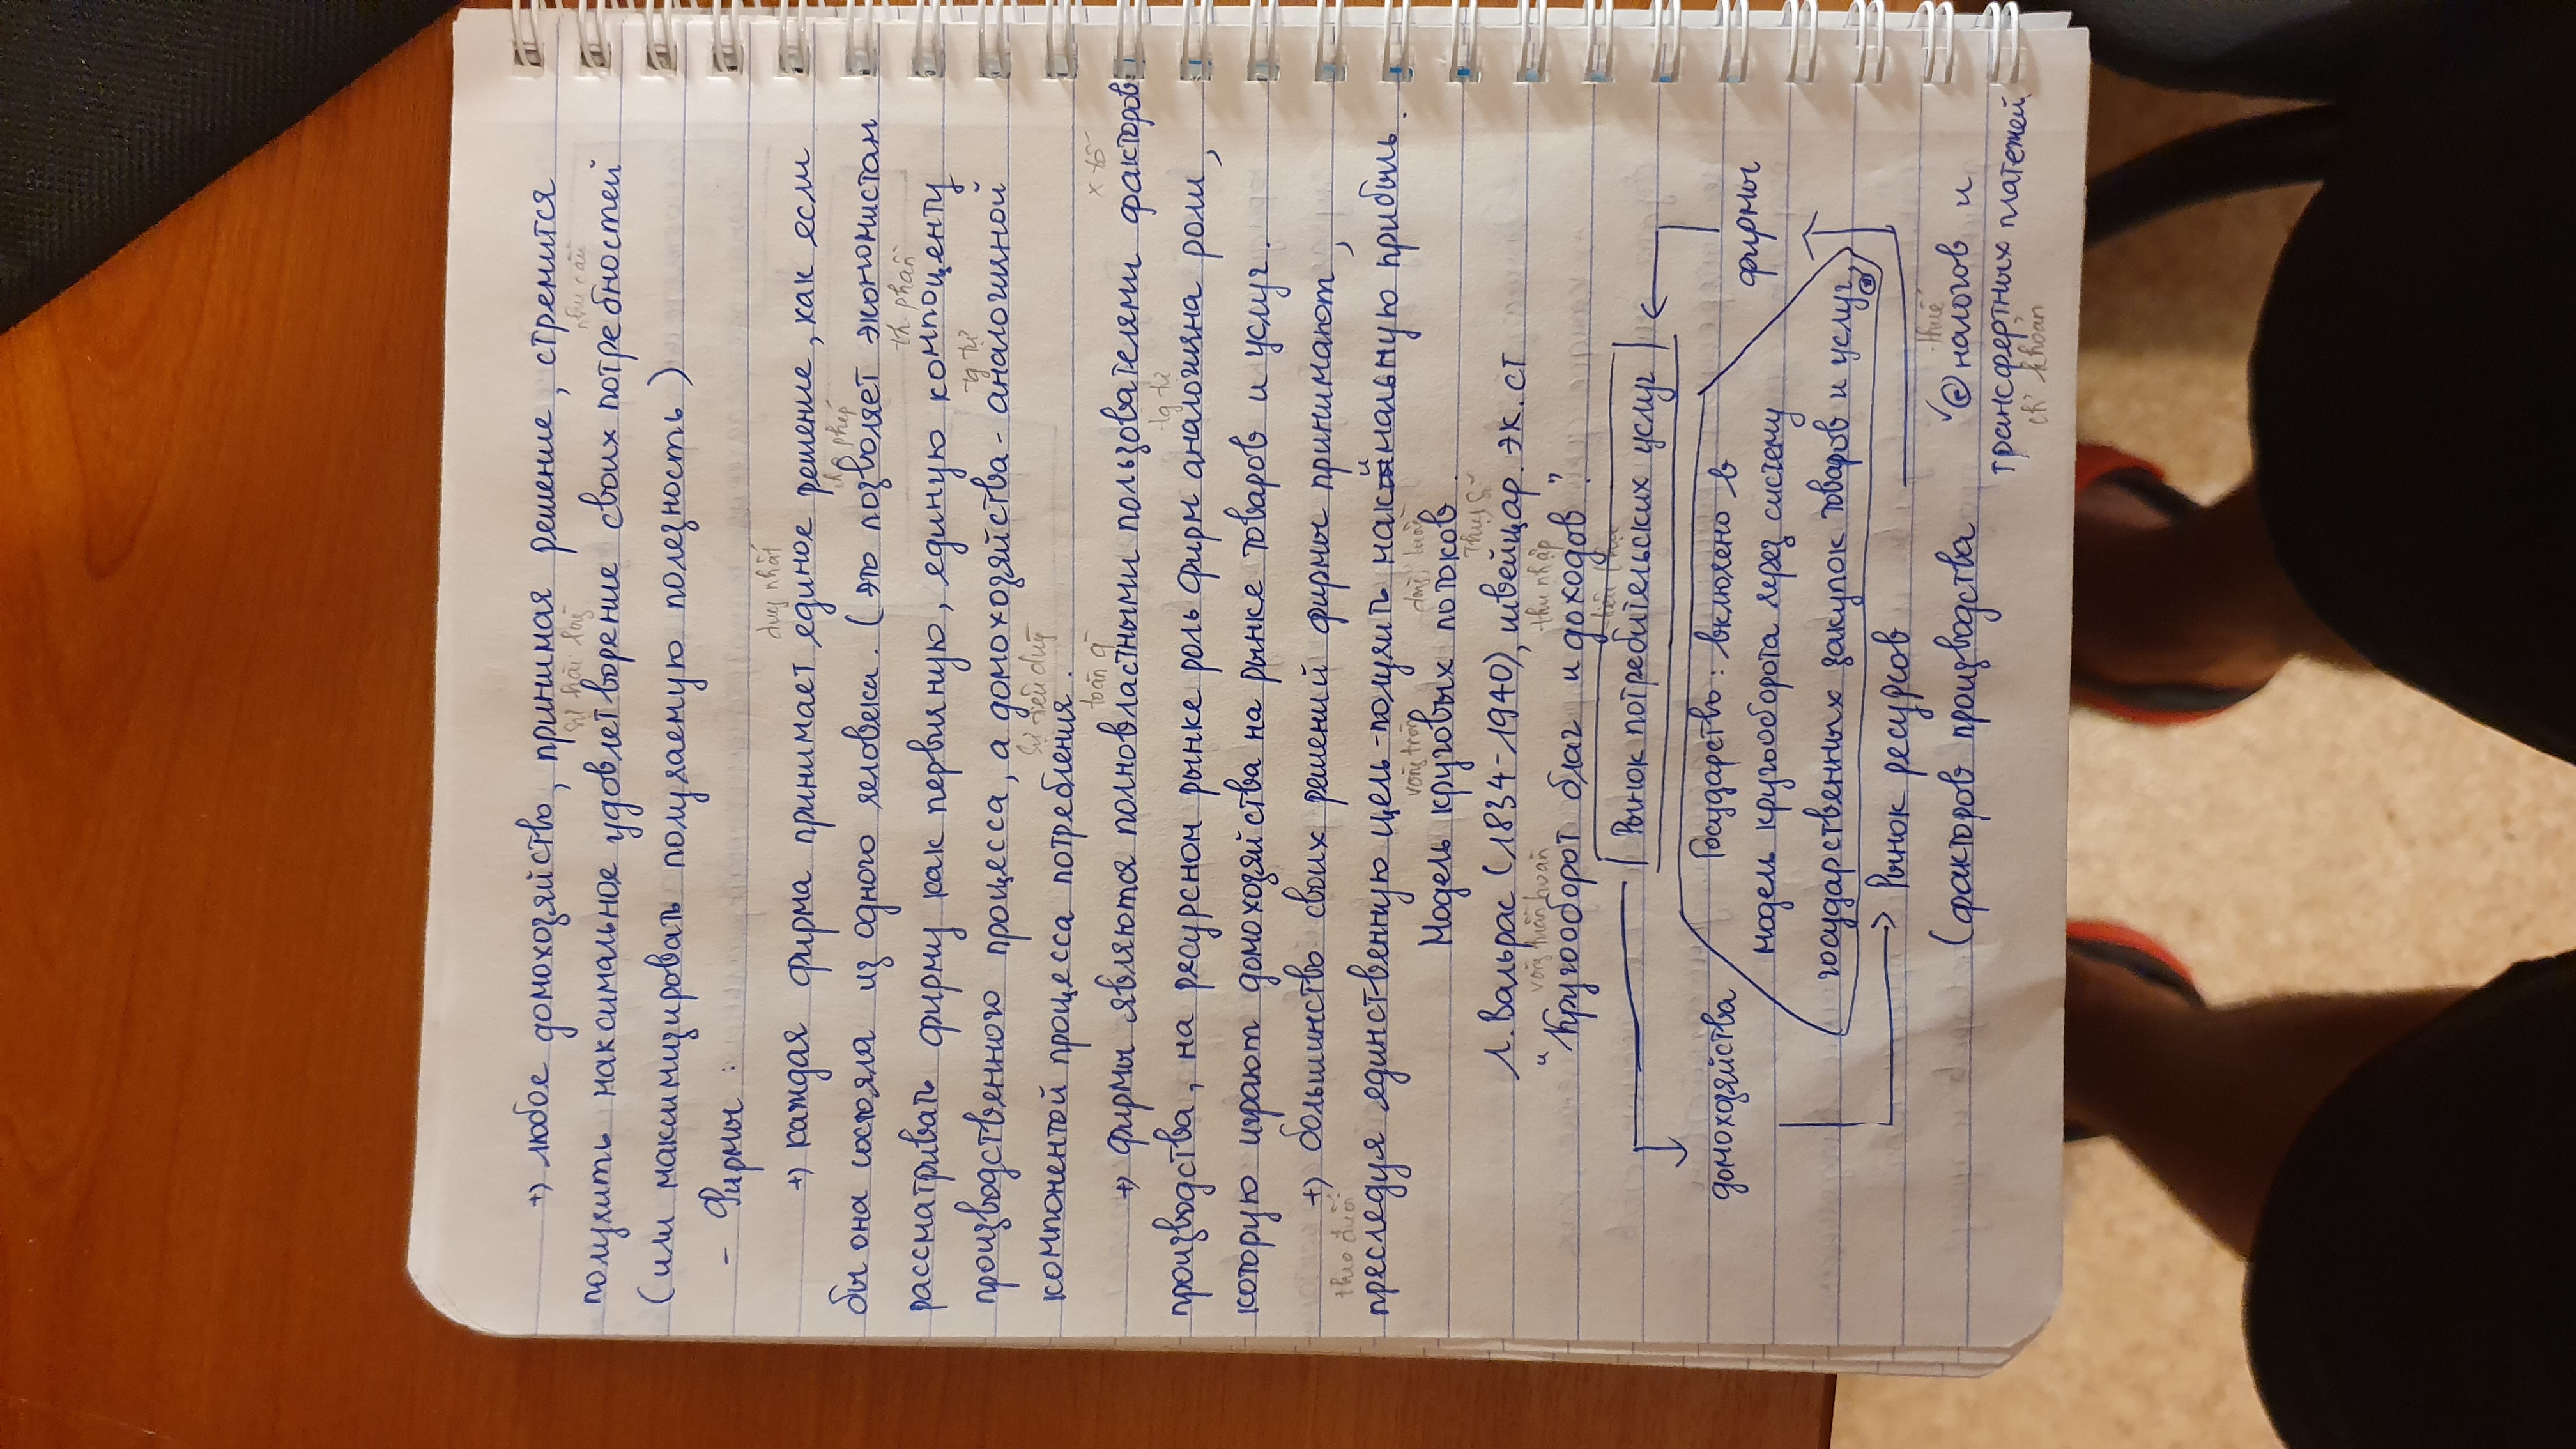 +) любое домохозяйство, принимая решение, стремится
sự hài lòng nhu cầu
получить максимальное удовлетворение своих потребностей
(или максимизировать получаемую полезность)
- Фирмы :
duy nhất
+) каждая фирма принимает единое решение, как если
cho phép
бы она состояла из одного человека. (это позволяет экономистам
th. phần
рассматривать фирму как первичную, единую компоценту
tg tự
производственного процесса, а домохозяйства - аналогичной
sự tiêu dùng
компонентой процесса потребления.
toàn q x tố
+) фирмы являются полновластными пользователями факторов
производства, на ресурсном рынке роль фирм аналогична роли,
tg tự
которую играют домохозяйства на рынке товаров и услуг.
+) большинство своих решений фирмы принимают,
theo đuổi
преследуя единственную цель - получить максимальную прибыль.
vòng tròn dòng, luồng
Модель круговых потоков.
Thụy Sĩ
Л. Вальрас (1834-1940), швейцар. эк. ст
vòng tuần hoàn thu nhập
"Кругооборот благ и доходов"
tiêu thụ
Рынок потребительских услуг
домохозяйства
Государство: включено в
модель кругооборота через систему
государственных закупок товаров и услуг,
фирмы
Рынок ресурсов
(факторов производства
thuế
налогов и
трансфертных платежей.
chi khoản